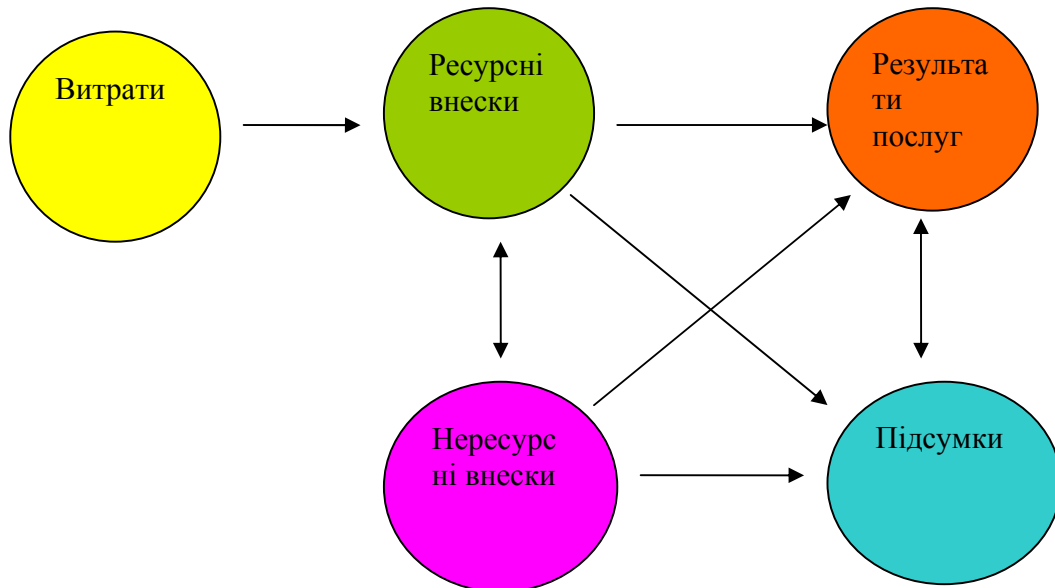 Витрати
Ресурсні
внески
Результа
ти
послуг
Нересурс
ні внески
Підсумки